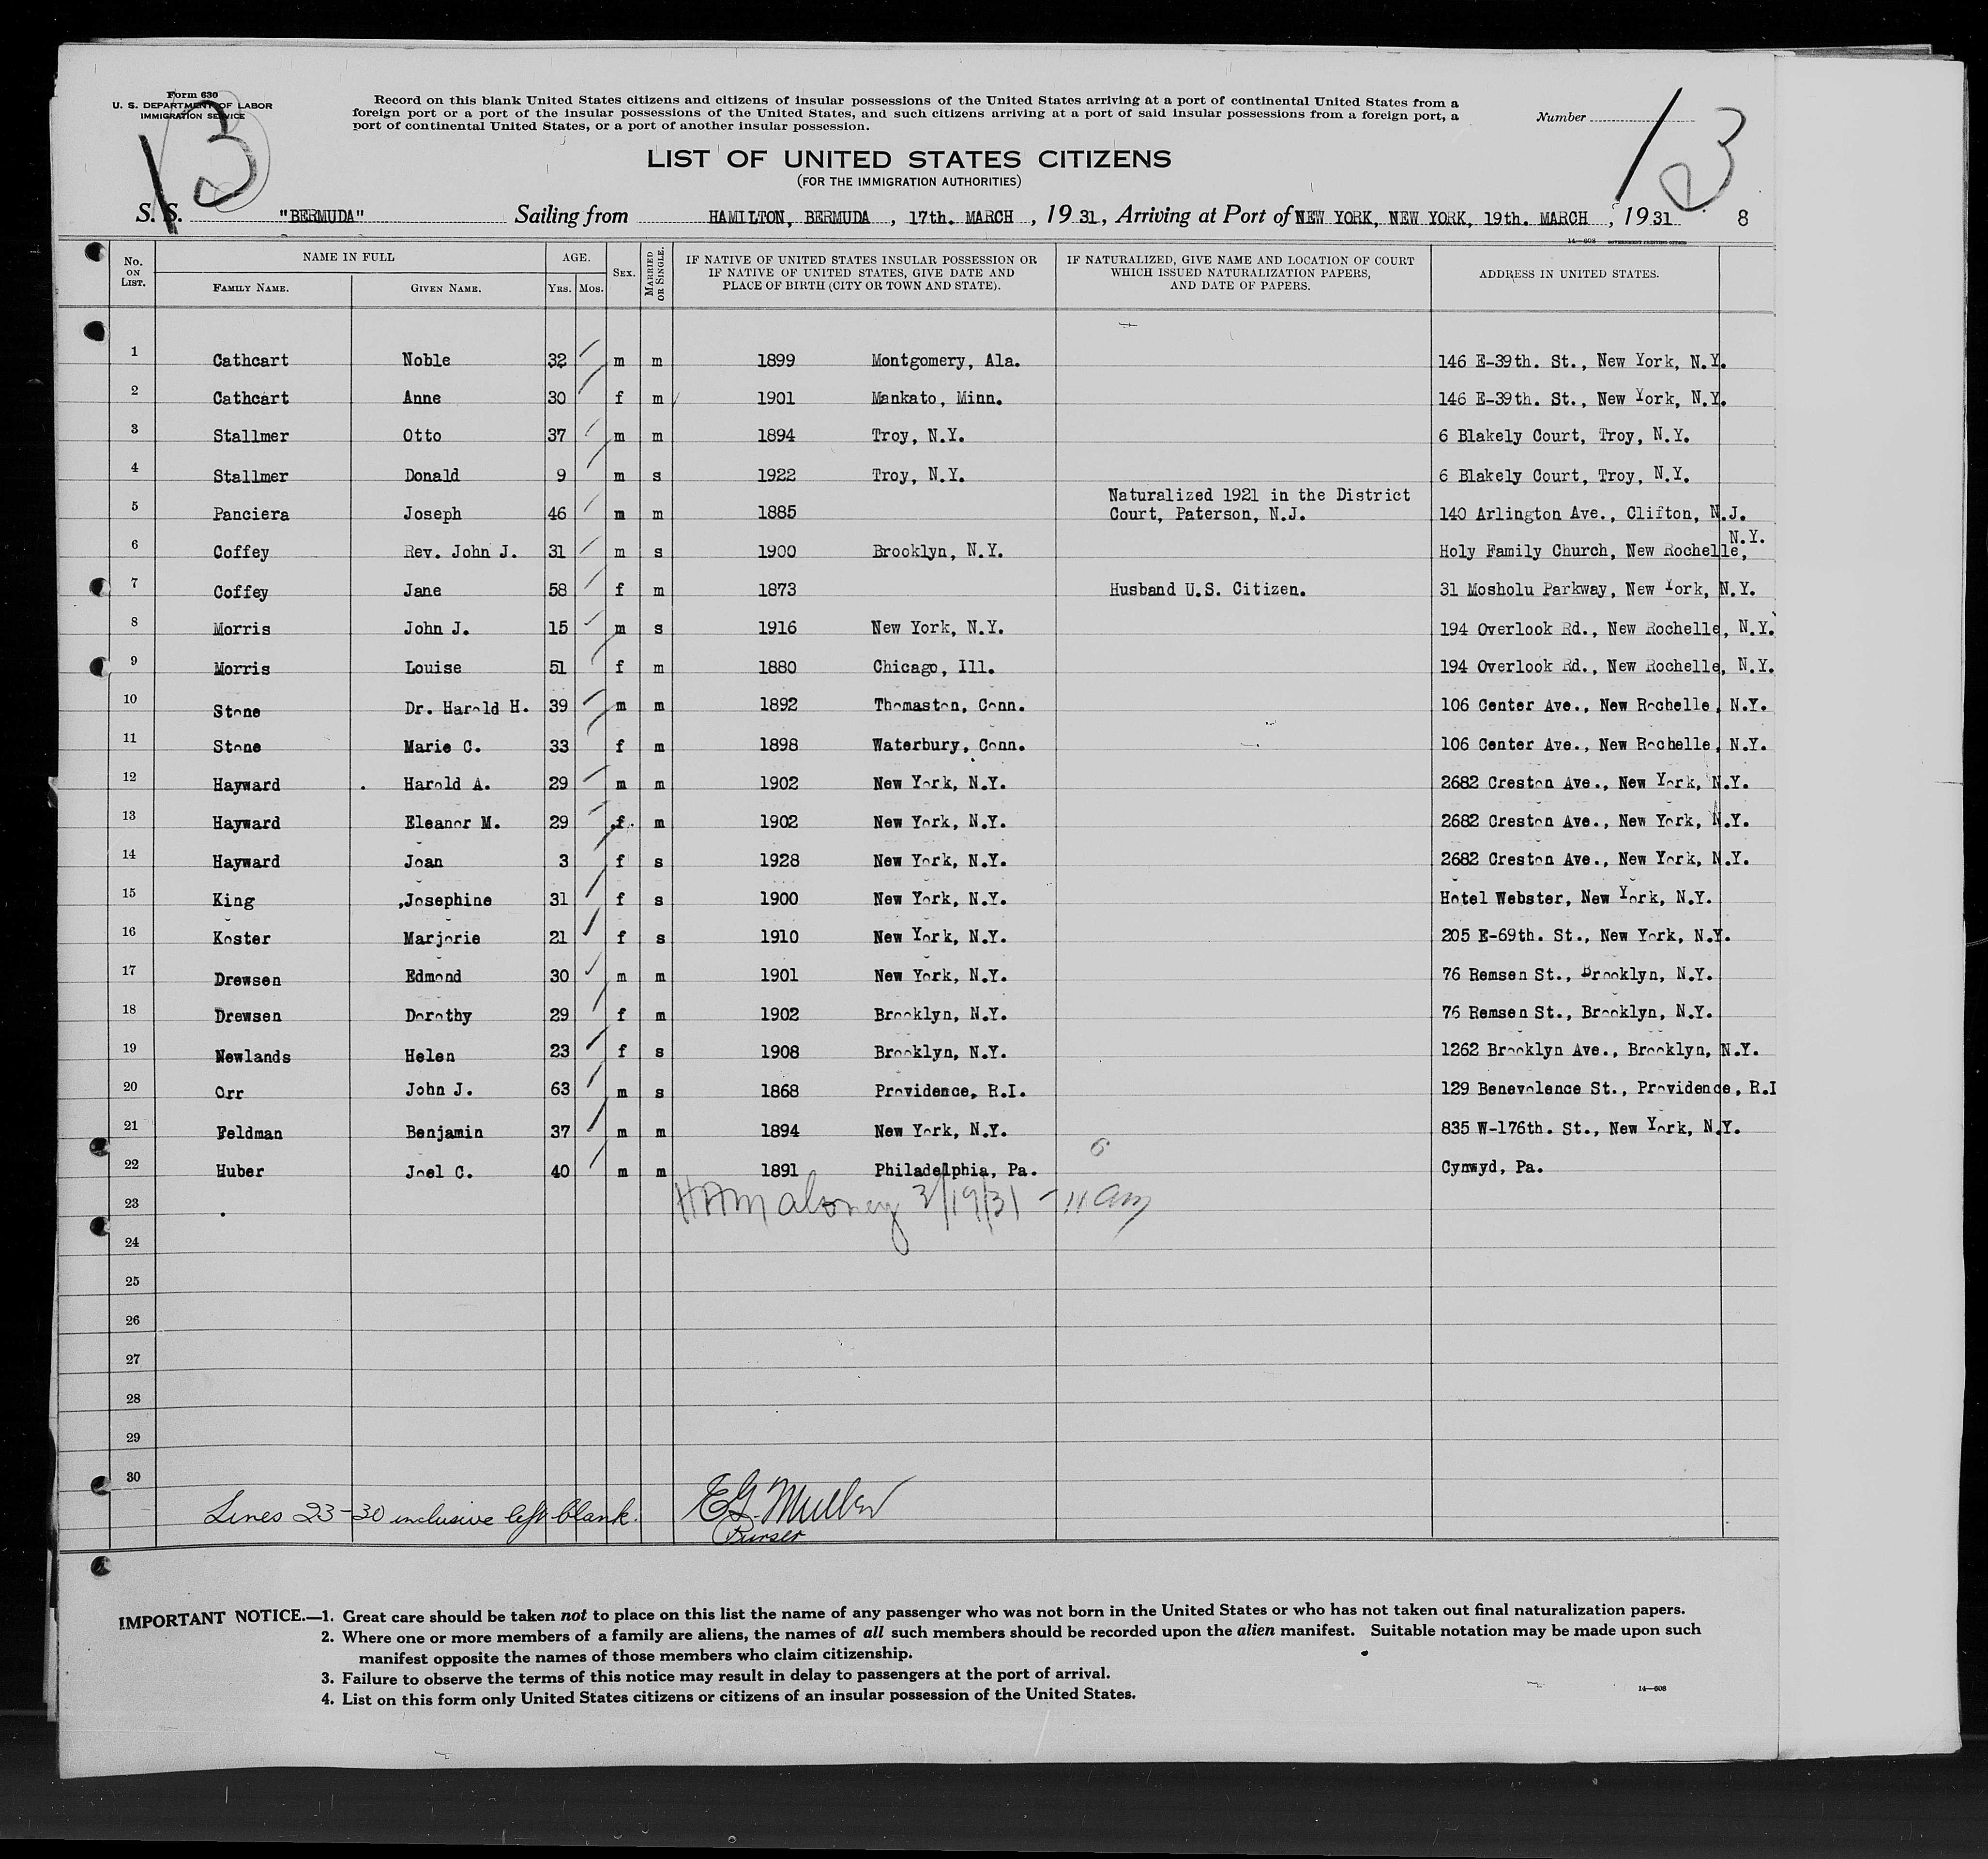 Form 630
U. S. DEPARTMENT OF LABOR
IMMIGRATION SERVICE
13
Record on this blank United States citizens and citizens of insular possessions of the United States arriving at a port of continental United States from a
foreign port or a port of the insular possessions of the United States, and such citizens arriving at a port of said insular possessions from a foreign port, a
port of continental United States, or a port of another insular possession.
Number
13
LIST OF UNITED STATES CITIZENS
(FOR THE IMMIGRATION AUTHORITIES)
S. S. "BERMUDA" Sailing from HAMILTON, BERMUDA , 17th. MARCH , 19 31, Arriving at Port of NEW YORK, NEW YORK, 19th. MARCH , 19 31 8
14—608 GOVERNMENT PRINTING OFFICE
No. ON LIST. NAME IN FULL FAMILY NAME. GIVEN NAME. AGE. YRS. MOS. SEX. MARRIED OR SINGLE. IF NATIVE OF UNITED STATES INSULAR POSSESSION OR IF NATIVE OF UNITED STATES, GIVE DATE AND PLACE OF BIRTH (CITY OR TOWN AND STATE). IF NATURALIZED, GIVE NAME AND LOCATION OF COURT WHICH ISSUED NATURALIZATION PAPERS, AND DATE OF PAPERS. ADDRESS IN UNITED STATES.
1 Cathcart Noble 32 m m 1899 Montgomery, Ala. 146 E-39th. St., New York, N.Y.
2 Cathcart Anne 30 f m 1901 Mankato, Minn. 146 E-39th. St., New York, N.Y.
3 Stallmer Otto 37 m m 1894 Troy, N.Y. 6 Blakely Court, Troy, N.Y.
4 Stallmer Donald 9 m s 1922 Troy, N.Y. 6 Blakely Court, Troy, N.Y.
5 Panciera Joseph 46 m m 1885 Naturalized 1921 in the District Court, Paterson, N.J. 140 Arlington Ave., Clifton, N.J.
6 Coffey Rev. John J. 31 m s 1900 Brooklyn, N.Y. Holy Family Church, New Rochelle, N.Y.
7 Coffey Jane 58 f m 1873 Husband U.S. Citizen. 31 Mosholu Parkway, New York, N.Y.
8 Morris John J. 15 m s 1916 New York, N.Y. 194 Overlook Rd., New Rochelle, N.Y.
9 Morris Louise 51 f m 1880 Chicago, Ill. 194 Overlook Rd., New Rochelle, N.Y.
10 Stone Dr. Harold H. 39 m m 1892 Thomaston, Conn. 106 Center Ave., New Rochelle, N.Y.
11 Stone Marie C. 33 f m 1898 Waterbury, Conn. 106 Center Ave., New Rochelle, N.Y.
12 Hayward Harold A. 29 m m 1902 New York, N.Y. 2682 Creston Ave., New York, N.Y.
13 Hayward Eleanor M. 29 f m 1902 New York, N.Y. 2682 Creston Ave., New York, N.Y.
14 Hayward Joan 3 f s 1928 New York, N.Y. 2682 Creston Ave., New York, N.Y.
15 King Josephine 31 f s 1900 New York, N.Y. Hotel Webster, New York, N.Y.
16 Koster Marjorie 21 f s 1910 New York, N.Y. 205 E-69th. St., New York, N.Y.
17 Drewsen Edmond 30 m m 1901 New York, N.Y. 76 Remsen St., Brooklyn, N.Y.
18 Drewsen Dorothy 29 f m 1902 Brooklyn, N.Y. 76 Remsen St., Brooklyn, N.Y.
19 Newlands Helen 23 f s 1908 Brooklyn, N.Y. 1262 Brooklyn Ave., Brooklyn, N.Y.
20 Orr John J. 63 m s 1868 Providence, R.I. 129 Benevolence St., Providence, R.I
21 Feldman Benjamin 37 m m 1894 New York, N.Y. 835 W-176th. St., New York, N.Y.
22 Huber Joel C. 40 m m 1891 Philadelphia, Pa. 6 Cynwyd, Pa.
23 HAMaloney 3/19/31 - 11 am
24
25
26
27
28
29
30
Lines 23-30 inclusive left blank. EG. Muller
Purser
IMPORTANT NOTICE.—1. Great care should be taken not to place on this list the name of any passenger who was not born in the United States or who has not taken out final naturalization papers.
2. Where one or more members of a family are aliens, the names of all such members should be recorded upon the alien manifest. Suitable notation may be made upon such
manifest opposite the names of those members who claim citizenship.
3. Failure to observe the terms of this notice may result in delay to passengers at the port of arrival.
4. List on this form only United States citizens or citizens of an insular possession of the United States.
14—608